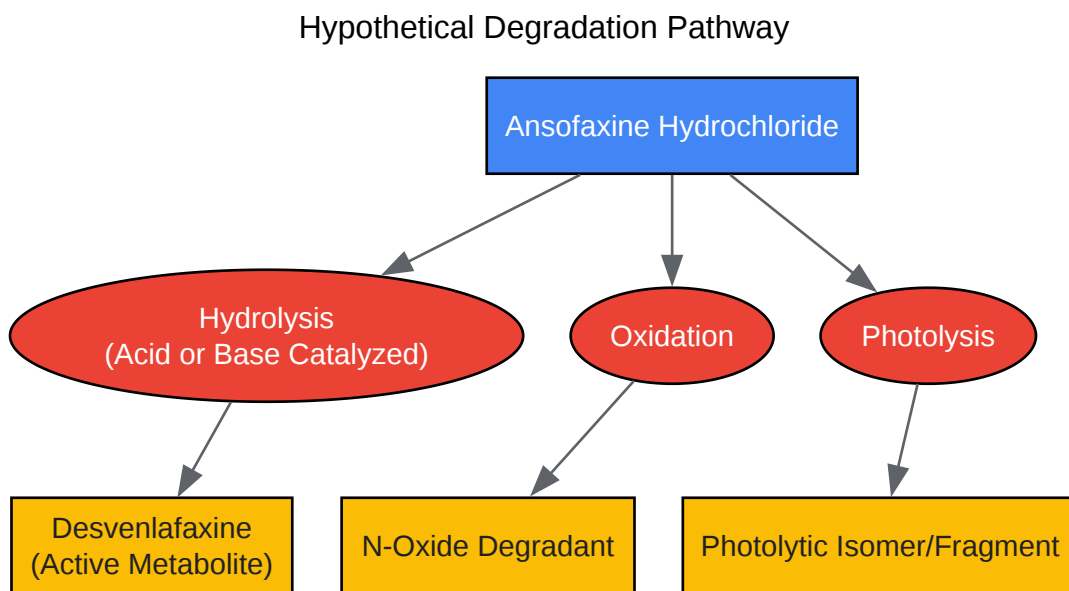 Hypothetical Degradation Pathway
Ansofaxine Hydrochloride
Hydrolysis
(Acid or Base Catalyzed)
Oxidation
Photolysis
Desvenlafaxine
(Active Metabolite)
N-Oxide Degradant
Photolytic Isomer/Fragment